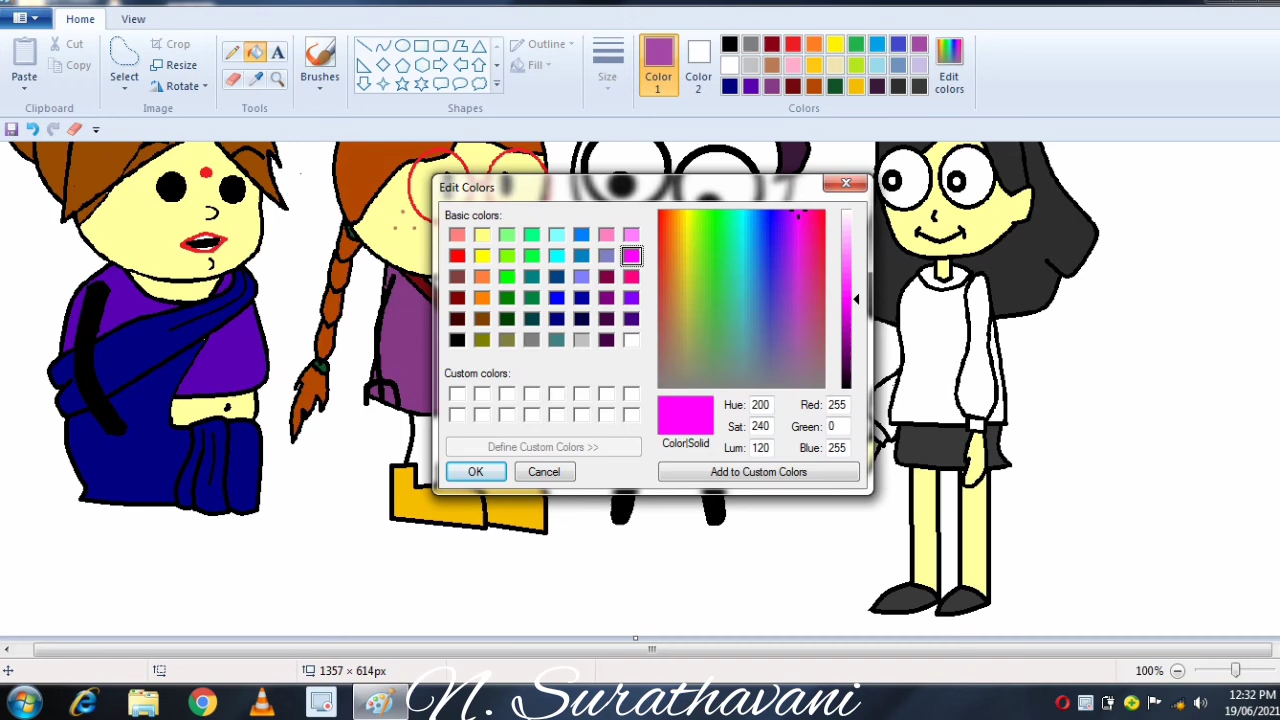 Home View
Cut
Copy
Paste
Crop
Resize
Rotate
Select
Brushes
Outline
Fill
Size
Color 1
Color 2
Edit colors
Clipboard Image Tools Shapes Colors
Edit Colors
Basic colors:
Custom colors:
Define Custom Colors >>
OK Cancel
Color|Solid
Hue: 200 Red: 255
Sat: 240 Green: 0
Lum: 120 Blue: 255
Add to Custom Colors
1357 × 614px
100%
N. Surathavani
12:32 PM
19/06/2021